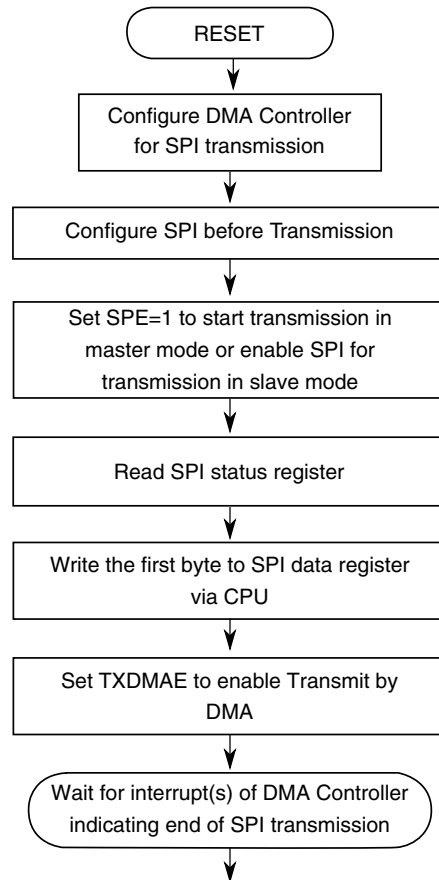 RESET
Configure DMA Controller
for SPI transmission
Configure SPI before Transmission
Set SPE=1 to start transmission in
master mode or enable SPI for
transmission in slave mode
Read SPI status register
Write the first byte to SPI data register
via CPU
Set TXDMAE to enable Transmit by
DMA
Wait for interrupt(s) of DMA Controller
indicating end of SPI transmission